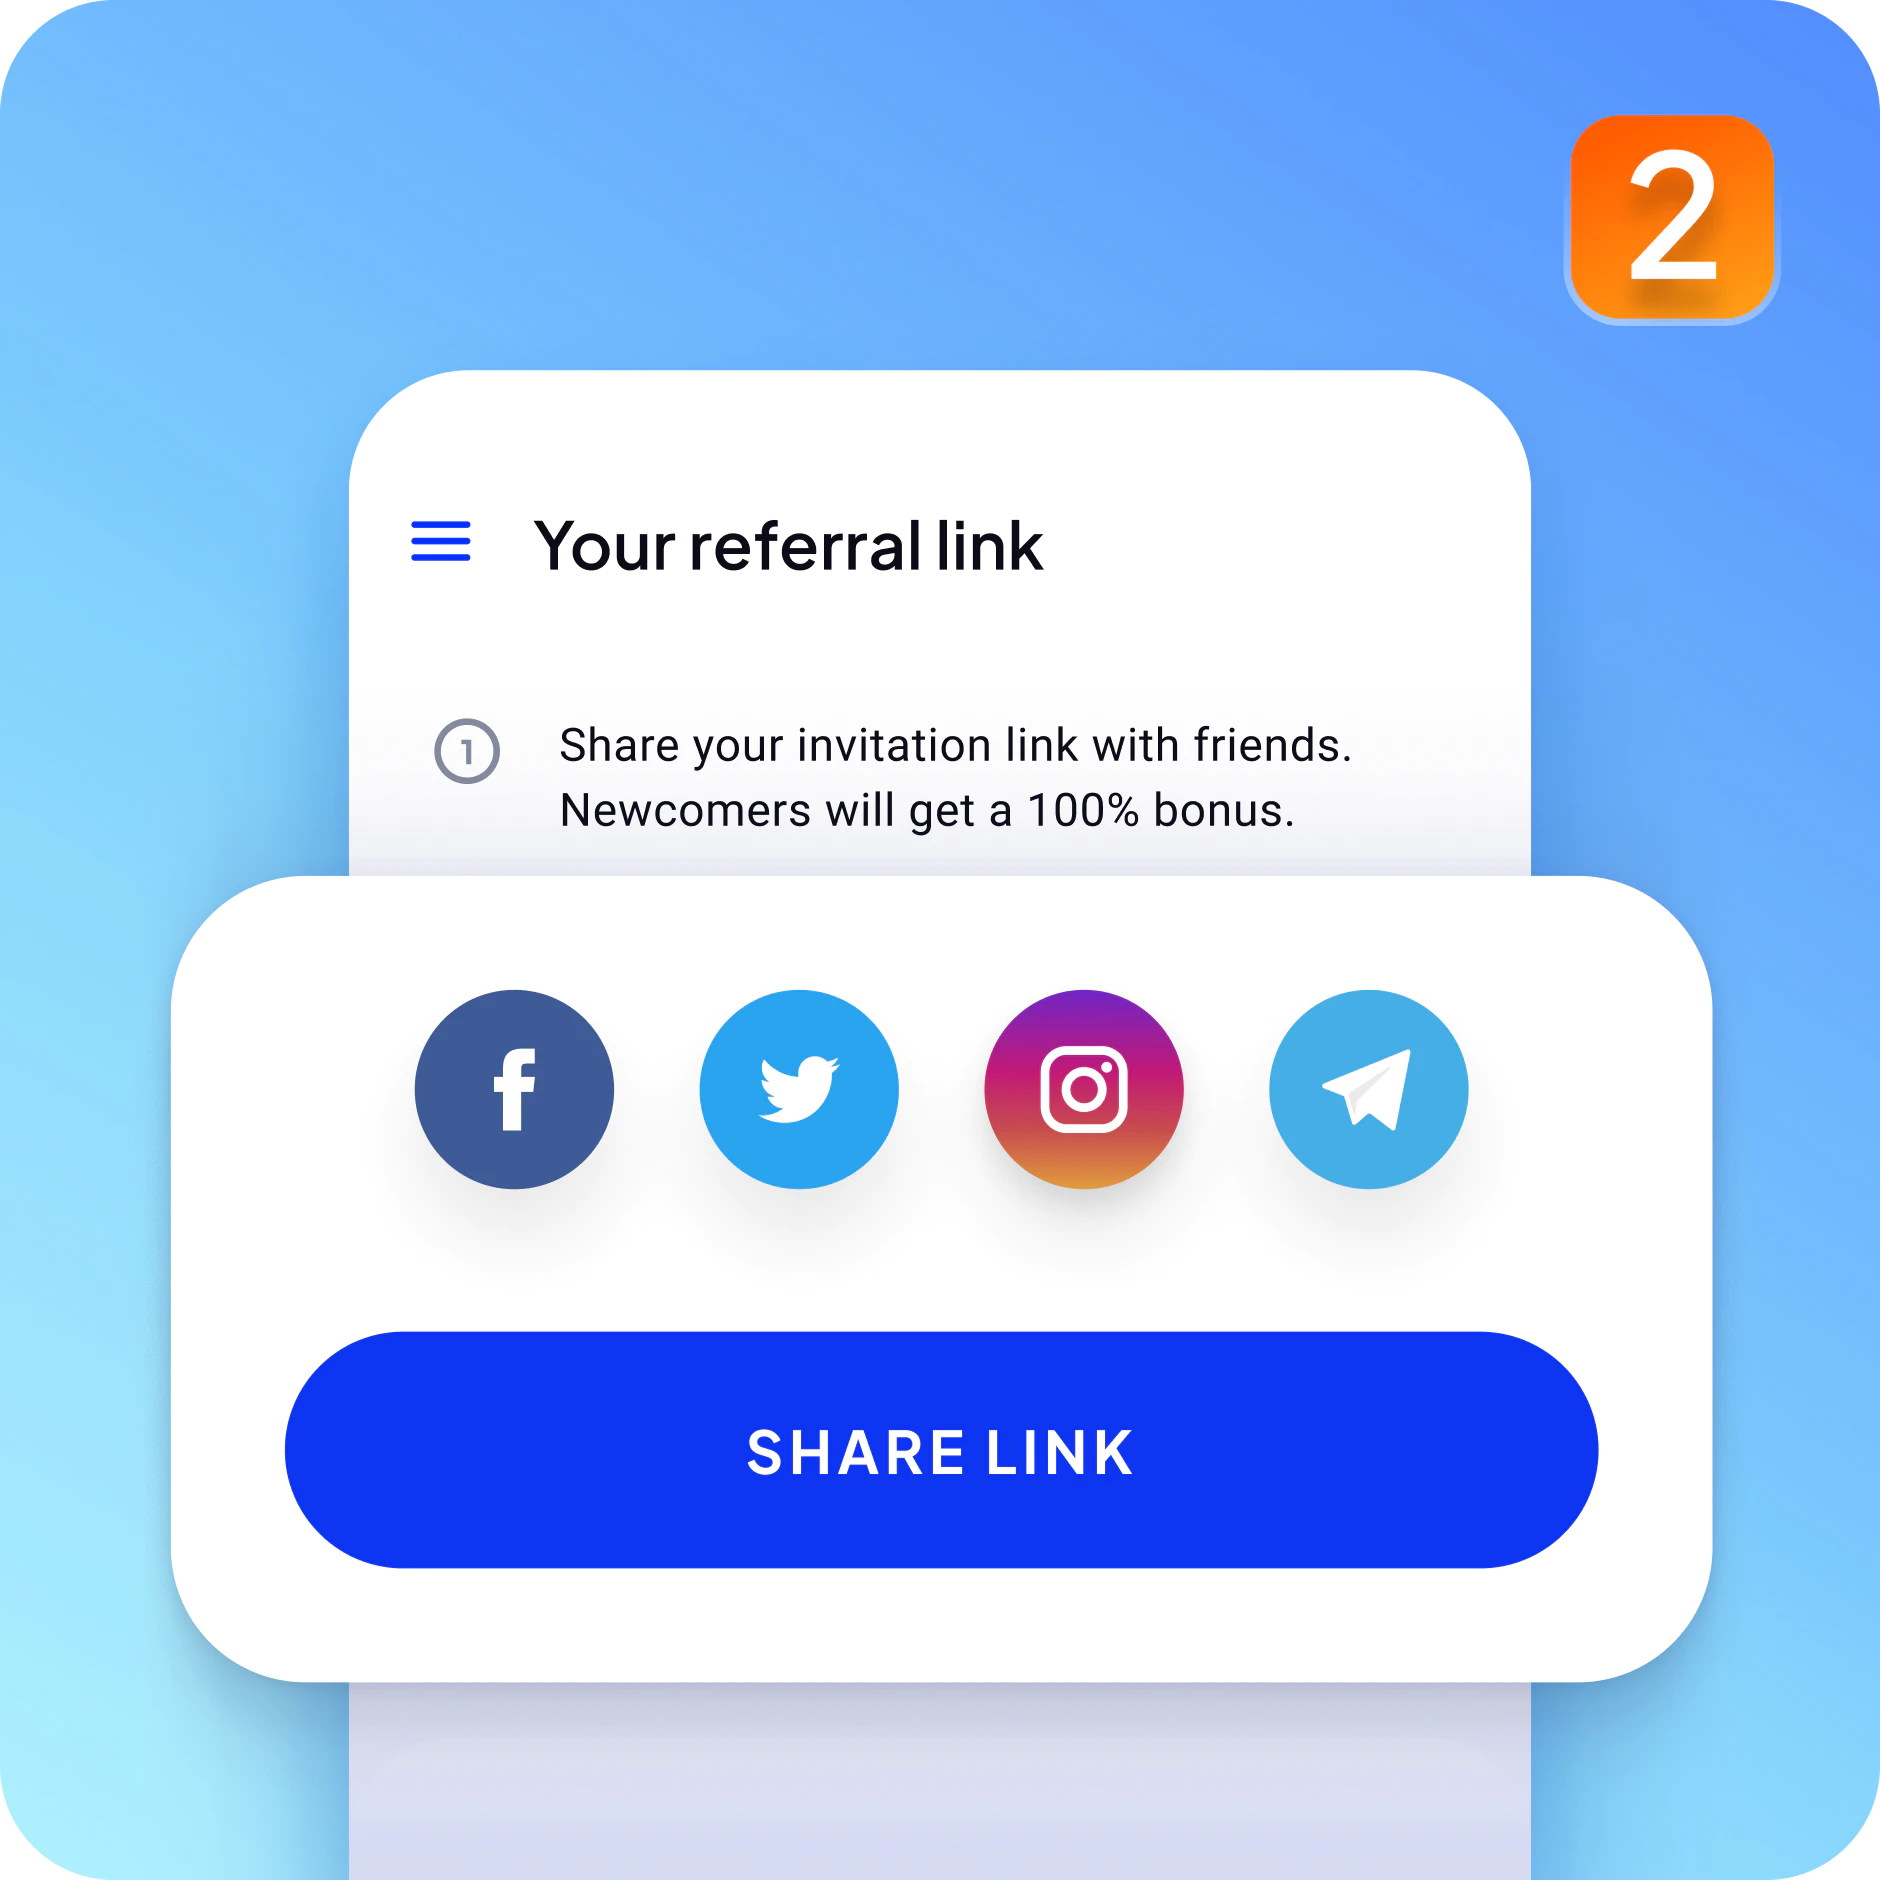 2
Your referral link
1
Share your invitation link with friends.
Newcomers will get a 100% bonus.
SHARE LINK